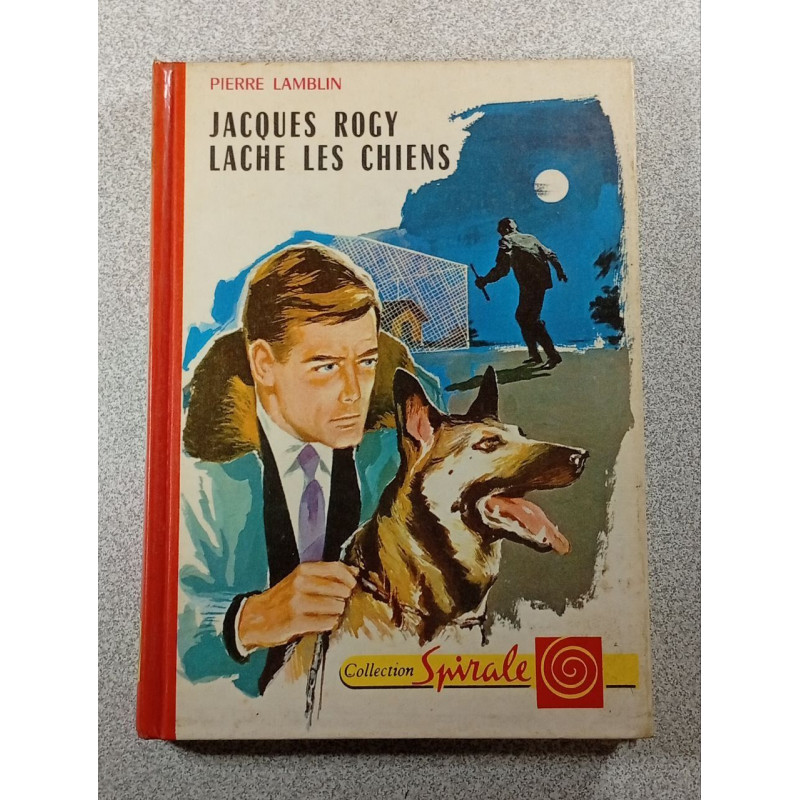 PIERRE LAMBLIN
JACQUES ROGY
LACHE LES CHIENS
Collection Spirale